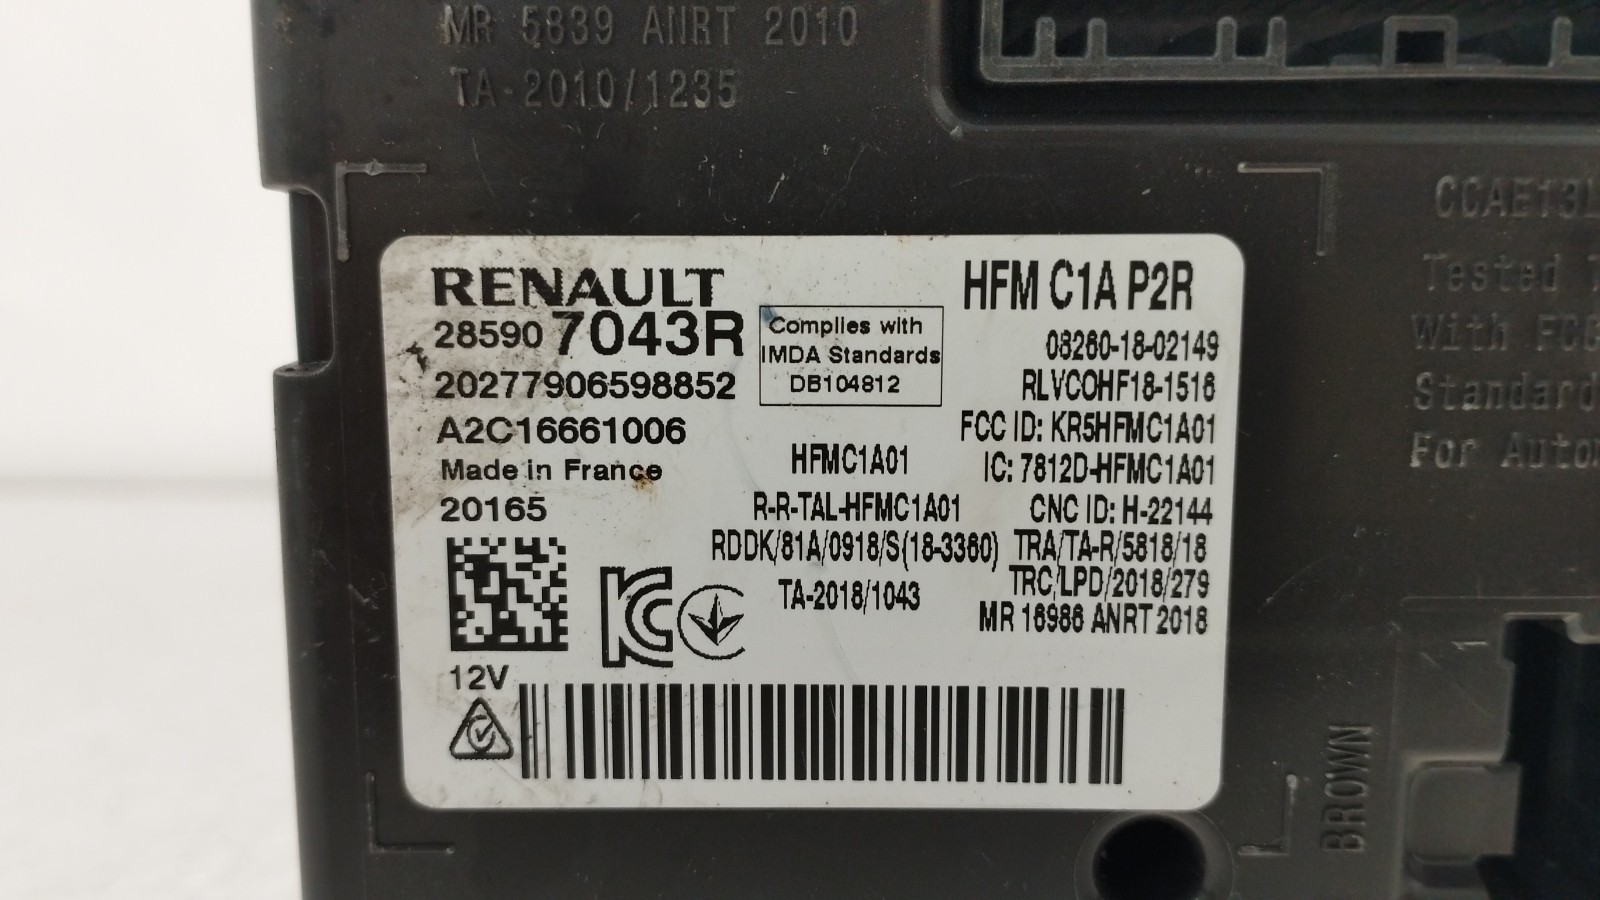 MR 5839 ANRT 2010
TA-2010/1235
CCAE13L
Tested
With FCC
Standard
For Autom
RENAULT
28590 7043R
20277906598852
A2C16661006
Made in France
20165
12V
Complies with
IMDA Standards
DB104812
HFMC1A01
R-R-TAL-HFMC1A01
RDDK/81A/0918/S(18-3360)
TA-2018/1043
HFM C1A P2R
08260-18-02149
RLVCOHF18-1518
FCC ID: KR5HFMC1A01
IC: 7812D-HFMC1A01
CNC ID: H-22144
TRA/TA-R/5818/18
TRC/LPD/2018/279
MR 16986 ANRT 2018
1
BROWN